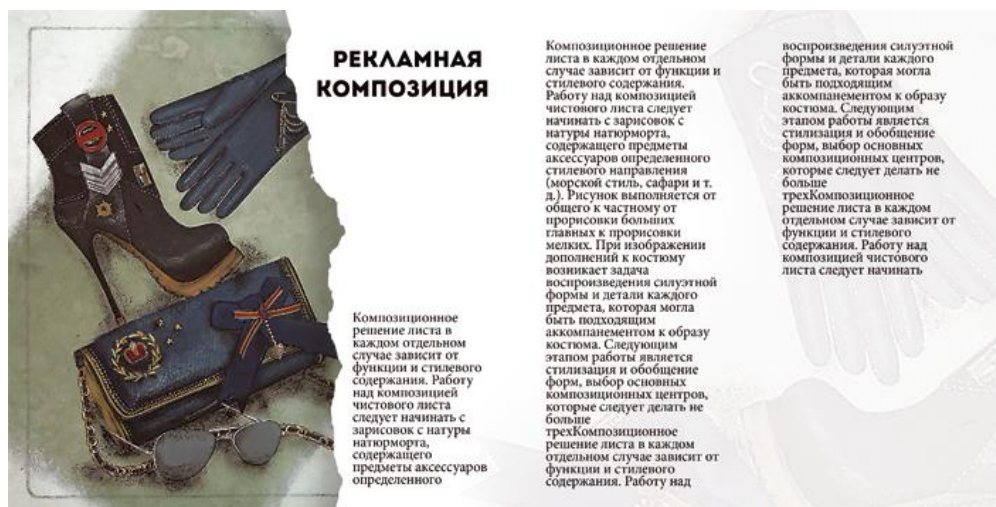 РЕКЛАМНАЯ
КОМПОЗИЦИЯ
Композиционное
решение листа в
каждом отдельном
случае зависит от
функции и стилевого
содержания. Работу
над композицией
чистового листа
следует начинать с
зарисовок с натуры
натюрморта,
содержащего
предметы аксессуаров
определенного
Композиционное решение
листа в каждом отдельном
случае зависит от функции и
стилевого содержания.
Работу над композицией
чистового листа следует
начинать с зарисовок с
натуры натюрморта,
содержащего предметы
аксессуаров определенного
стилевого направления
(морской стиль, сафари и т.
д.). Рисунок выполняется от
общего к частному от
прорисовки больших
главных к прорисовки
мелких. При изображении
дополнений к костюму
возникает задача
воспроизведения силуэтной
формы и детали каждого
предмета, которая могла
быть подходящим
аккомпанементом к образу
костюма. Следующим
этапом работы является
стилизация и обобщение
форм, выбор основных
композиционных центров,
которые следует делать не
больше
трехКомпозиционное
решение листа в каждом
отдельном случае зависит от
функции и стилевого
содержания. Работу над
воспроизведения силуэтной
формы и детали каждого
предмета, которая могла
быть подходящим
аккомпанементом к образу
костюма. Следующим
этапом работы является
стилизация и обобщение
форм, выбор основных
композиционных центров,
которые следует делать не
больше
трехКомпозиционное
решение листа в каждом
отдельном случае зависит от
функции и стилевого
содержания. Работу над
композицией чистового
листа следует начинать